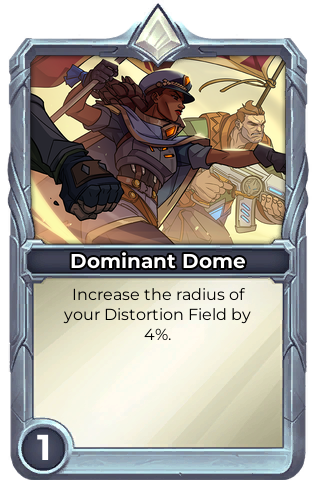 Dominant Dome
Increase the radius of
your Distortion Field by
4%.
1